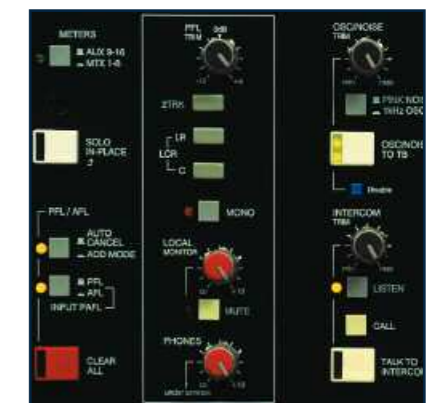 METERS
AUX 9-16
MTX 1-8
SOLO
IN-PLACE
PFL / AFL
AUTO
CANCEL
ADD MODE
PFL
AFL
INPUT PAFL
CLEAR
ALL
PFL
TRIM
0dB
2TRK
LR
LCR
C
MONO
LOCAL
MONITOR
MUTE
PHONES
OSC/NOISE
TRIM
PINK NOI
1kHz OSC
OSC/NOIS
TO TB
INTERCOM
TRIM
LISTEN
CALL
TALK TO
INTERCO